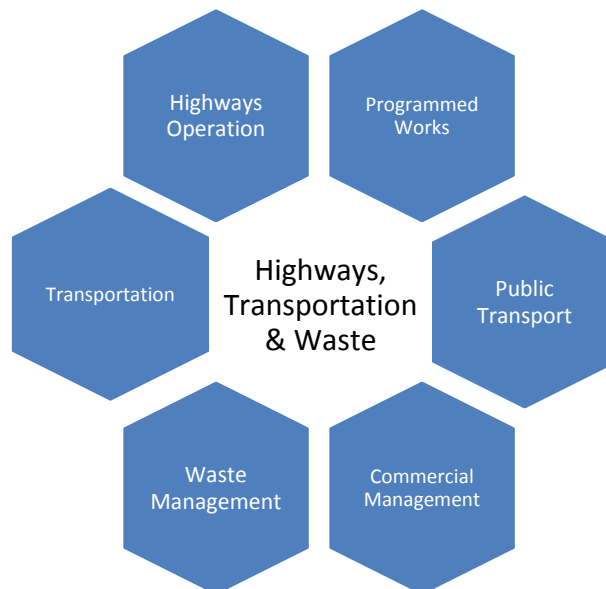 Highways
Operation
Programmed
Works
Transportation
Highways,
Transportation
& Waste
Public
Transport
Waste
Management
Commercial
Management